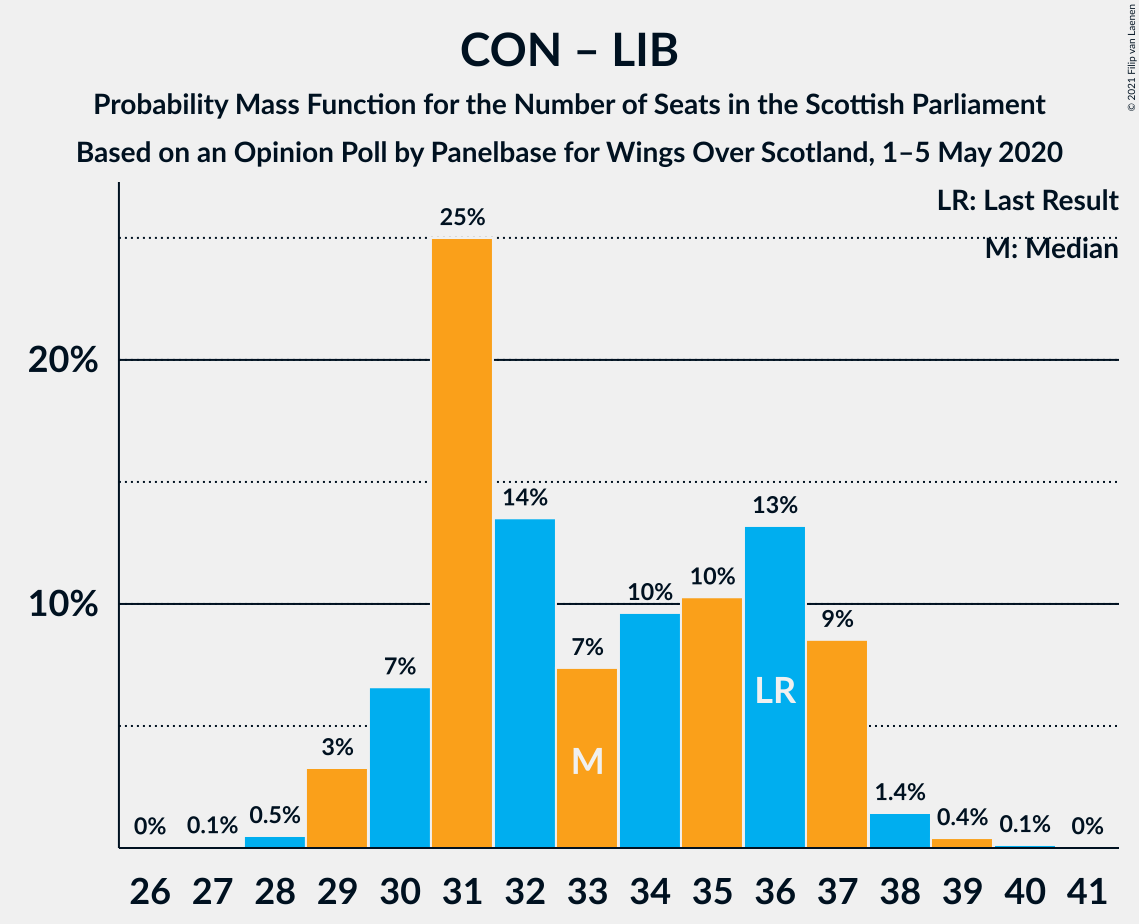 CON – LIB
Probability Mass Function for the Number of Seats in the Scottish Parliament
Based on an Opinion Poll by Panelbase for Wings Over Scotland, 1–5 May 2020
© 2021 Filip van Laenen
LR: Last Result
M: Median
20%
10%
0%
0.1%
0.5%
3%
7%
25%
14%
7%
10%
10%
13%
9%
1.4%
0.4%
0.1%
0%
M
LR
26 27 28 29 30 31 32 33 34 35 36 37 38 39 40 41